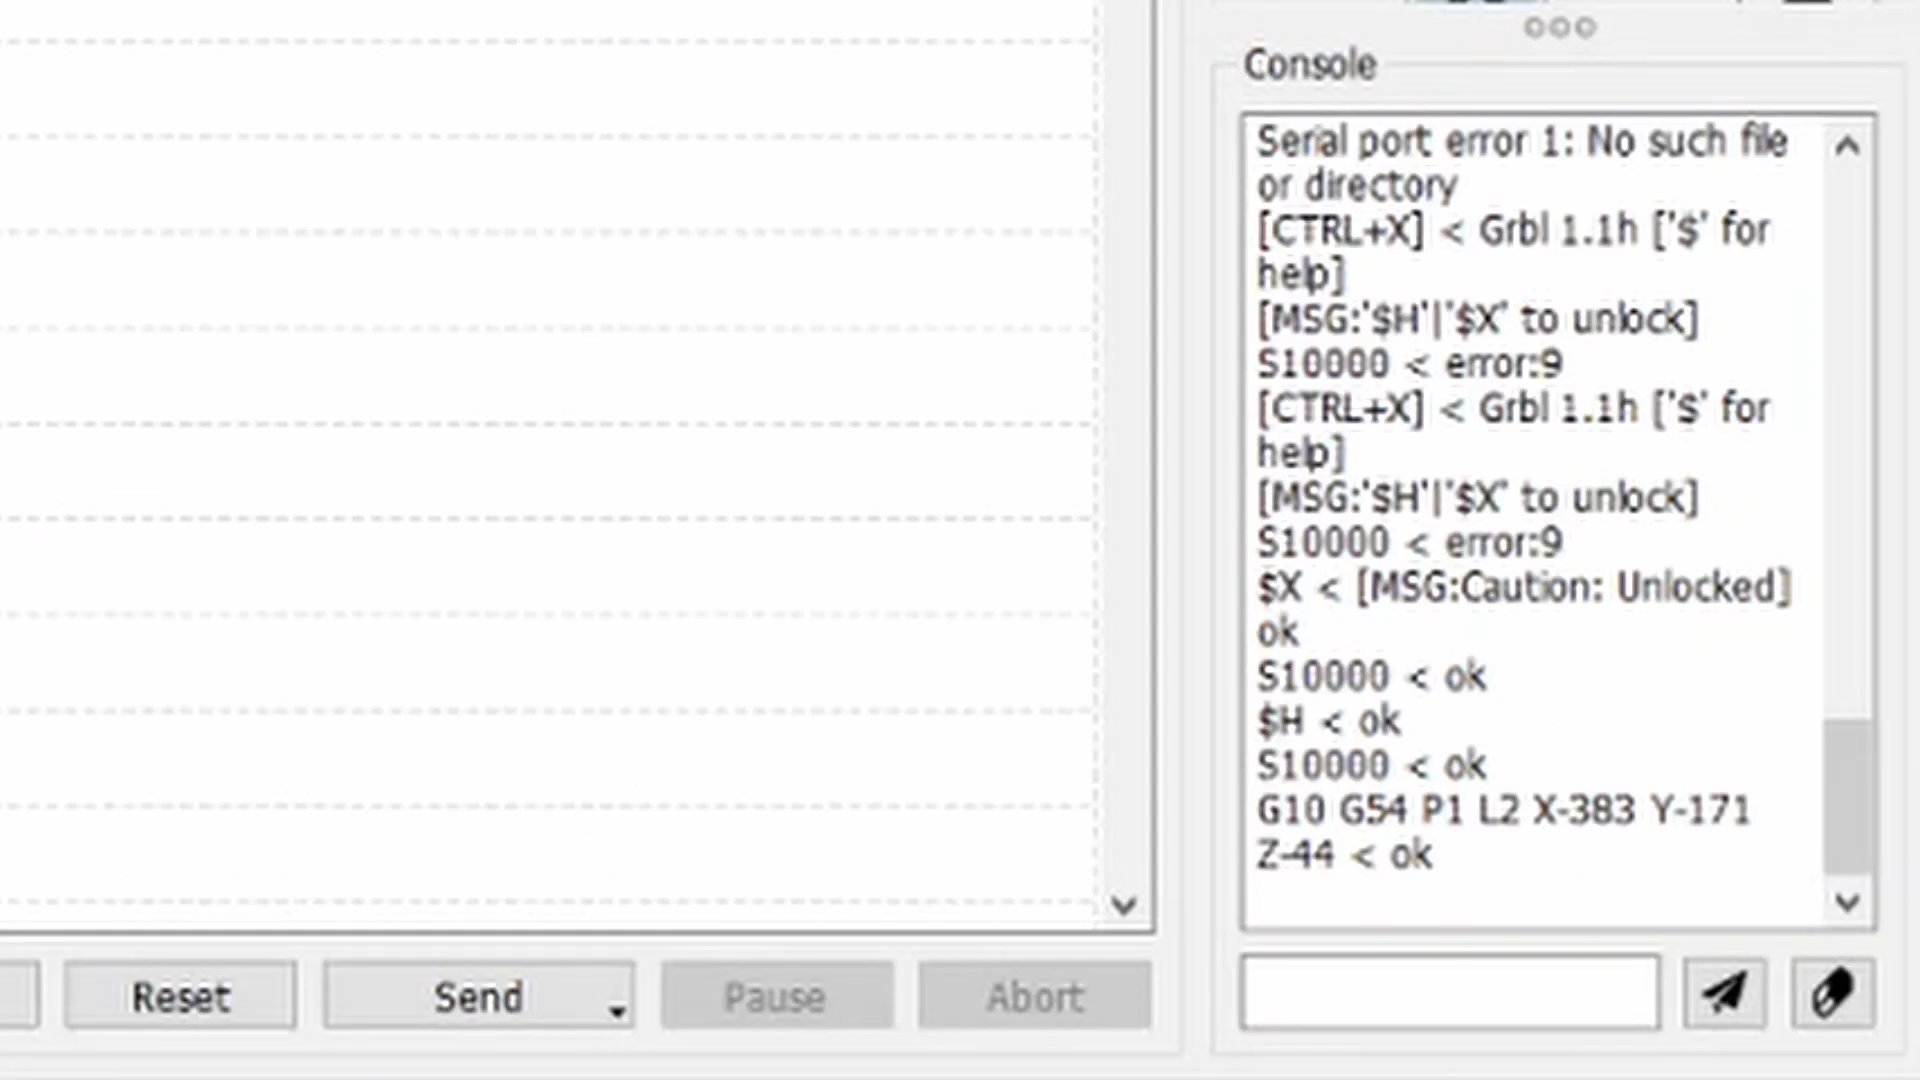 Console
Serial port error 1: No such file
or directory
[CTRL+X] < Grbl 1.1h ['$' for
help]
[MSG:'$H'|'$X' to unlock]
S10000 < error:9
[CTRL+X] < Grbl 1.1h ['$' for
help]
[MSG:'$H'|'$X' to unlock]
S10000 < error:9
$X < [MSG:Caution: Unlocked]
ok
S10000 < ok
$H < ok
S10000 < ok
G10 G54 P1 L2 X-383 Y-171
Z-44 < ok
Reset
Send
Pause
Abort